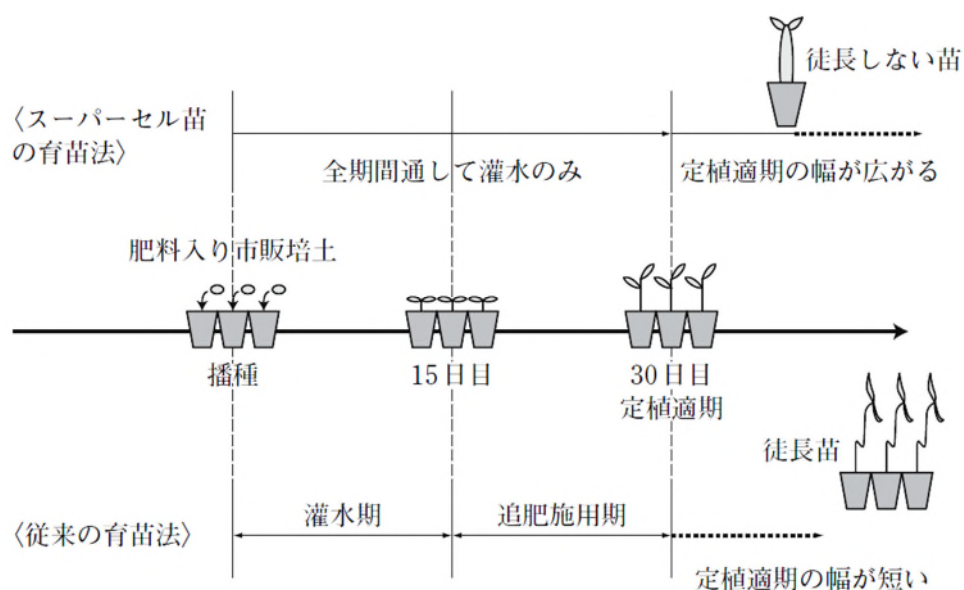 徒長しない苗
〈スーパーセル苗
の育苗法〉
全期間通して灌水のみ
定植適期の幅が広がる
肥料入り市販培土
播種
15日目
30日目
定植適期
徒長苗
〈従来の育苗法〉
灌水期
追肥施用期
定植適期の幅が短い